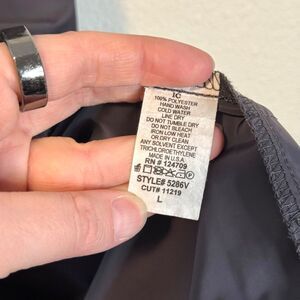 IC
100% POLYESTER
HAND WASH
COLD WATER
LINE DRY
DO NOT TUMBLE DRY
DO NOT BLEACH
IRON LOW HEAT
OR DRY CLEAN
ANY SOLVENT EXCEPT
TRICHLOROETHYLENE
MADE IN U.S.A.
RN # 124709
STYLE# 5286V
CUT# 11219
L